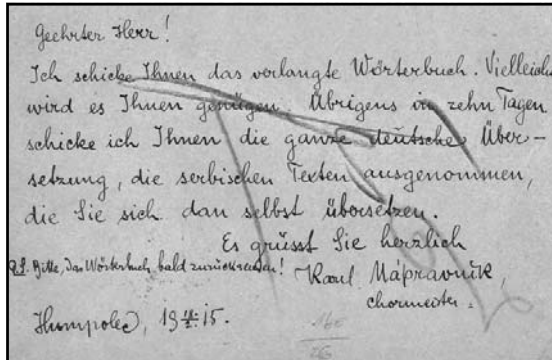 Geehrter Herr!
Ich schicke Ihnen das verlangte Wörterbuch. Vielleicht
wird es Ihnen genügen. Übrigens in zehn Tagen
schicke ich Ihnen die ganze deutsche Über-
setzung, die serbischen Texten ausgenommen,
die Sie sich dan selbst übersetzen.
Es grüsst Sie herzlich
Bitte, das Wörterbuch bald zurücksenden!
Karel Mápravník,
chormeister.
Humpolec, 19 15.